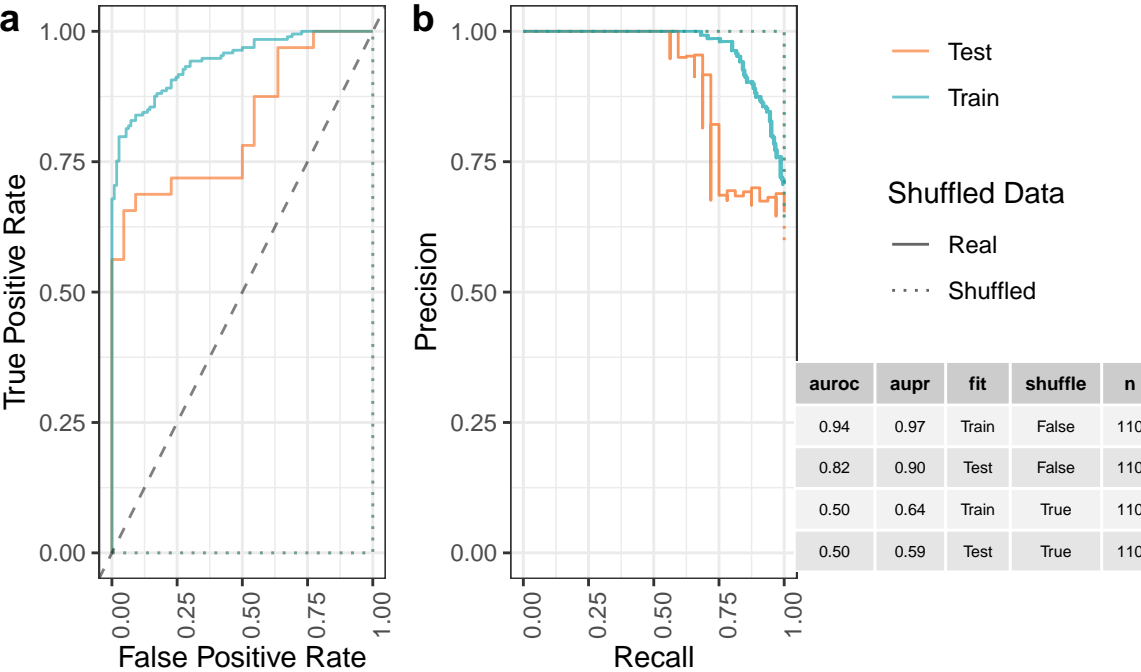 a
True Positive Rate
1.00
0.75
0.50
0.25
0.00
0.00
0.25
0.50
0.75
1.00
False Positive Rate
b
Precision
1.00
0.75
0.50
0.25
0.00
0.00
0.25
0.50
0.75
1.00
Recall
Test
Train
Shuffled Data
Real
Shuffled
auroc aupr fit shuffle n
0.94 0.97 Train False 110
0.82 0.90 Test False 110
0.50 0.64 Train True 110
0.50 0.59 Test True 110